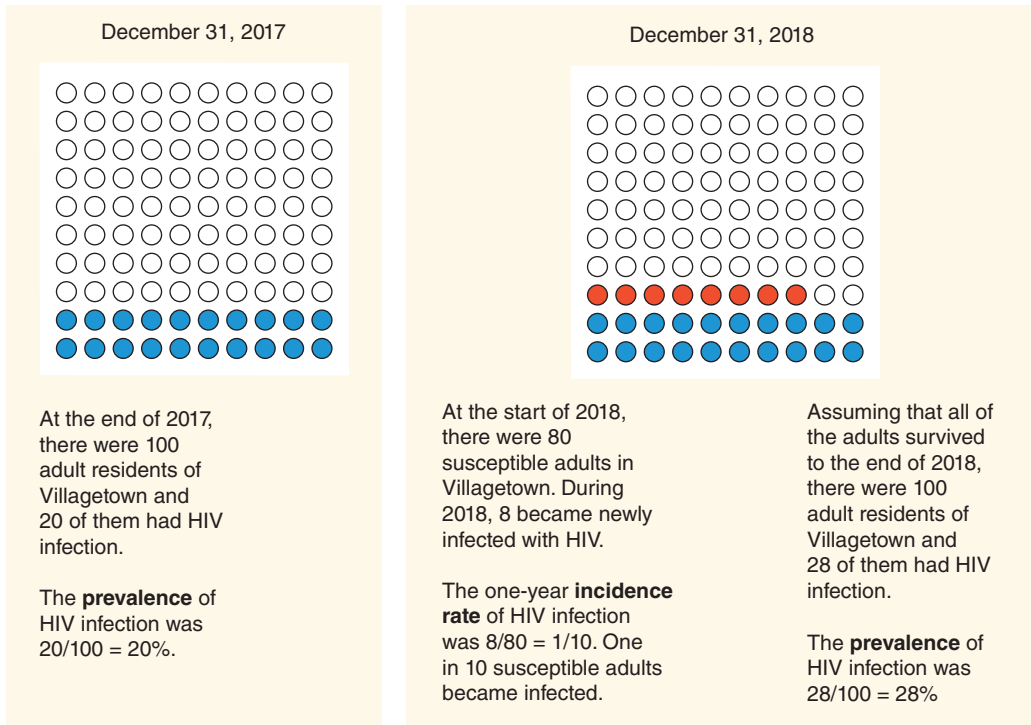 December 31, 2017
At the end of 2017,
there were 100
adult residents of
Villagetown and
20 of them had HIV
infection.
The prevalence of
HIV infection was
20/100 = 20%.
December 31, 2018
At the start of 2018,
there were 80
susceptible adults in
Villagetown. During
2018, 8 became newly
infected with HIV.
The one-year incidence
rate of HIV infection
was 8/80 = 1/10. One
in 10 susceptible adults
became infected.
Assuming that all of
the adults survived
to the end of 2018,
there were 100
adult residents of
Villagetown and
28 of them had HIV
infection.
The prevalence of
HIV infection was
28/100 = 28%